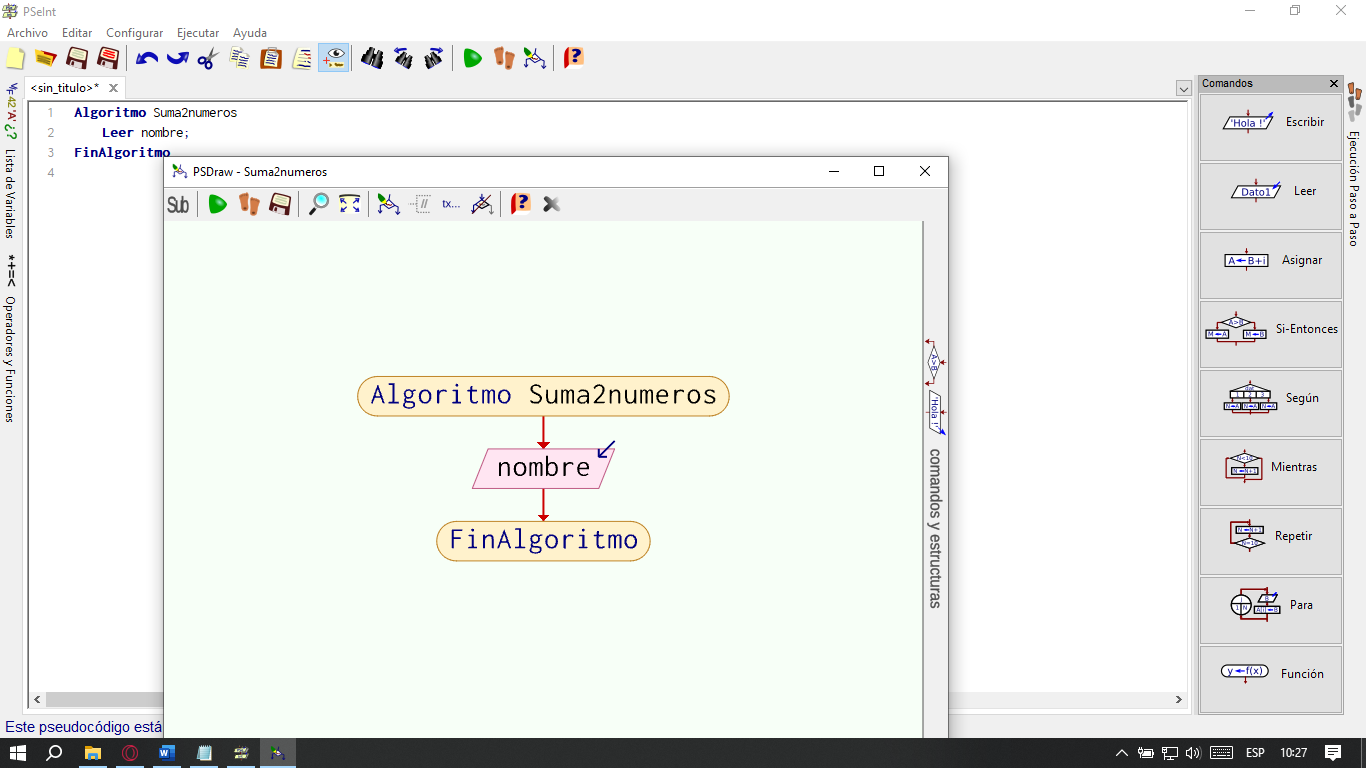 PSeInt
Archivo Editar Configurar Ejecutar Ayuda
<sin_titulo>*
Comandos
1 Algoritmo Suma2numeros
2 Leer nombre;
3 FinAlgoritmo
4
42 'A' ¿?
Lista de Variables
*+=<
Operadores y Funciones
PSDraw - Suma2numeros
Sub
tx...
Algoritmo Suma2numeros
nombre
FinAlgoritmo
A>B
'Hola !'
comandos y estructuras
'Hola !' Escribir
Dato1 Leer
A←B+i Asignar
A>B M←A M←B Si-Entonces
Según
Mientras
Repetir
Para
y←f(x) Función
Ejecución Paso a Paso
Este pseudocódigo está
ESP 10:27